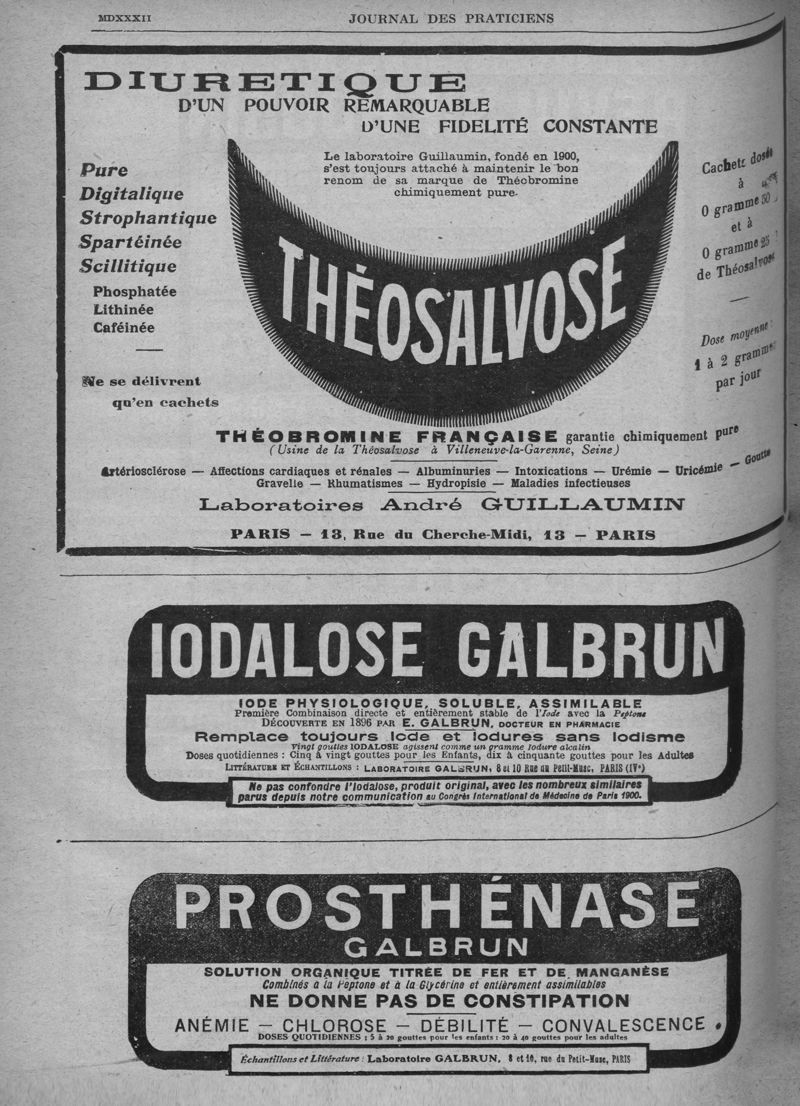 MDXXXII
JOURNAL DES PRATICIENS
DIURETIQUE
D'UN POUVOIR REMARQUABLE
D'UNE FIDELITÉ CONSTANTE
Pure
Digitalique
Strophantique
Spartéinée
Scillitique
Phosphatée
Lithinée
Caféinée
Ne se délivrent
qu'en cachets
Le laboratoire Guillaumin, fondé en 1900,
s'est toujours attaché à maintenir le bon
renom de sa marque de Théobromine
chimiquement pure.
THÉOSALVOSE
Cachets dosés
à
0 gramme 50
et à
0 gramme 25
de Théosalvose
Dose moyenne :
1 à 2 grammes
par jour
THÉOBROMINE FRANÇAISE garantie chimiquement pure
(Usine de la Théosalvose à Villeneuve-la-Garenne, Seine)
Artériosclérose — Affections cardiaques et rénales — Albuminuries — Intoxications — Urémie — Uricémie — Goutte
Gravelle — Rhumatismes — Hydropisie — Maladies infectieuses
Laboratoires André GUILLAUMIN
PARIS — 13, Rue du Cherche-Midi, 13 — PARIS
IODALOSE GALBRUN
IODE PHYSIOLOGIQUE, SOLUBLE, ASSIMILABLE
Première Combinaison directe et entièrement stable de l'Iode avec la Peptone
DÉCOUVERTE EN 1896 PAR E. GALBRUN, DOCTEUR EN PHARMACIE
Remplace toujours Iode et Iodures sans Iodisme
Vingt gouttes IODALOSE agissent comme un gramme Iodure alcalin
Doses quotidiennes : Cinq à vingt gouttes pour les Enfants, dix à cinquante gouttes pour les Adultes
LITTÉRATURE ET ÉCHANTILLONS : LABORATOIRE GALBRUN, 8 et 10 Rue du Petit-Musc, PARIS (IVe)
Ne pas confondre l'Iodalose, produit original, avec les nombreux similaires
parus depuis notre communication au Congrès International de Médecine de Paris 1900.
PROSTHÉNASE
GALBRUN
SOLUTION ORGANIQUE TITRÉE DE FER ET DE MANGANÈSE
Combinés à la Peptone et à la Glycérine et entièrement assimilables
NE DONNE PAS DE CONSTIPATION
ANÉMIE — CHLOROSE — DÉBILITÉ — CONVALESCENCE
DOSES QUOTIDIENNES : 5 à 20 gouttes pour les enfants : 20 à 40 gouttes pour les adultes
Échantillons et Littérature : Laboratoire GALBRUN, 8 et 10, rue du Petit-Musc, PARIS